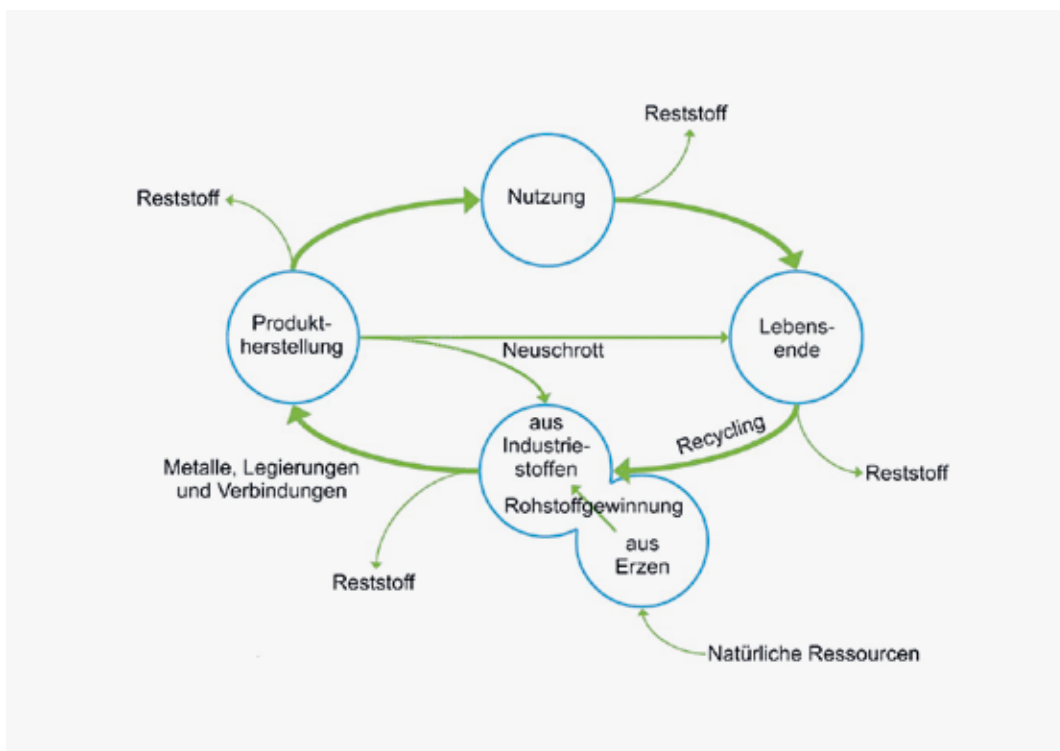 Reststoff
Nutzung
Reststoff
Produkt-
herstellung
Lebens-
ende
Neuschrott
aus
Industrie-
stoffen
Recycling
Metalle, Legierungen
und Verbindungen
Reststoff
Rohstoffgewinnung
aus
Erzen
Reststoff
Natürliche Ressourcen